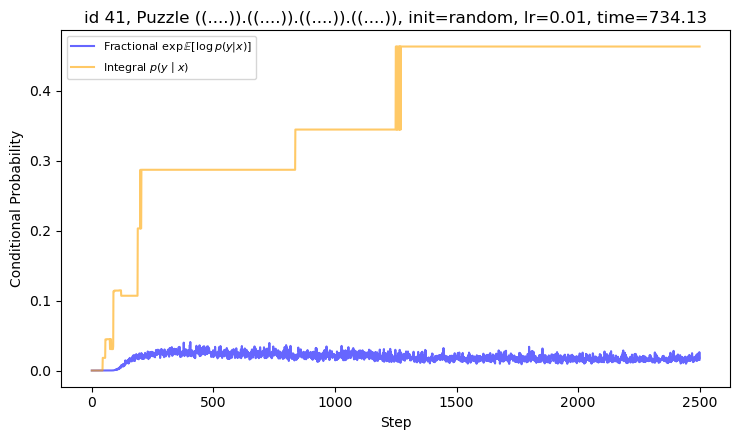 id 41, Puzzle ((....)).((....)).((....)).((....)), init=random, lr=0.01, time=734.13
Fractional exp𝔼[log p(y|x)]
Integral p(y | x)
Conditional Probability
0.4
0.3
0.2
0.1
0.0
0 500 1000 1500 2000 2500
Step